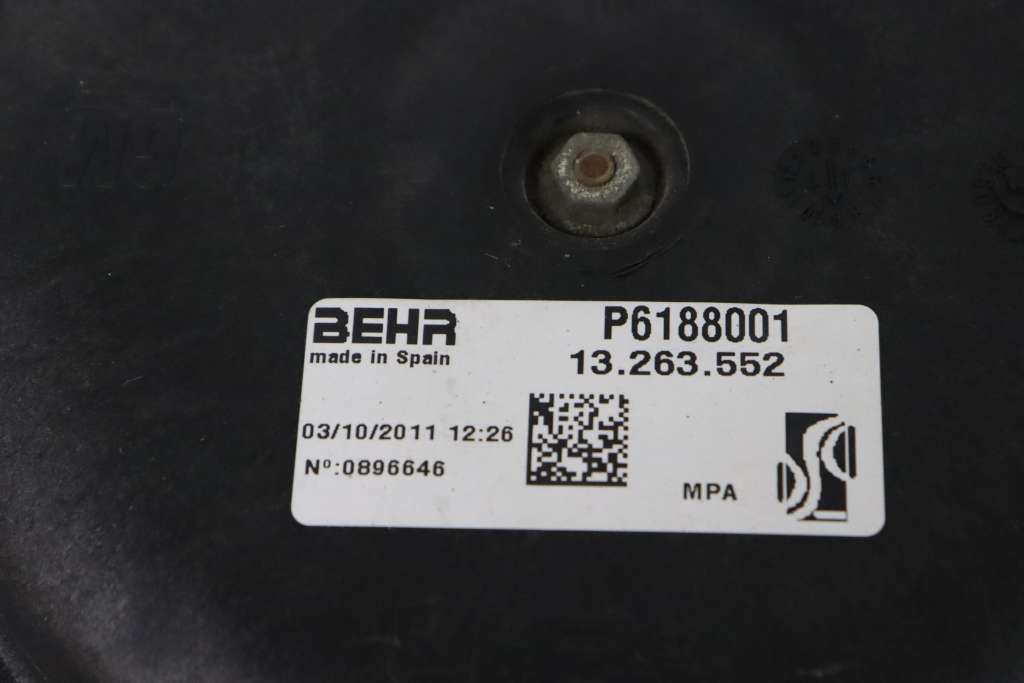 BEHR
made in Spain
P6188001
13.263.552
03/10/2011 12:26
Nº:0896646
MPA